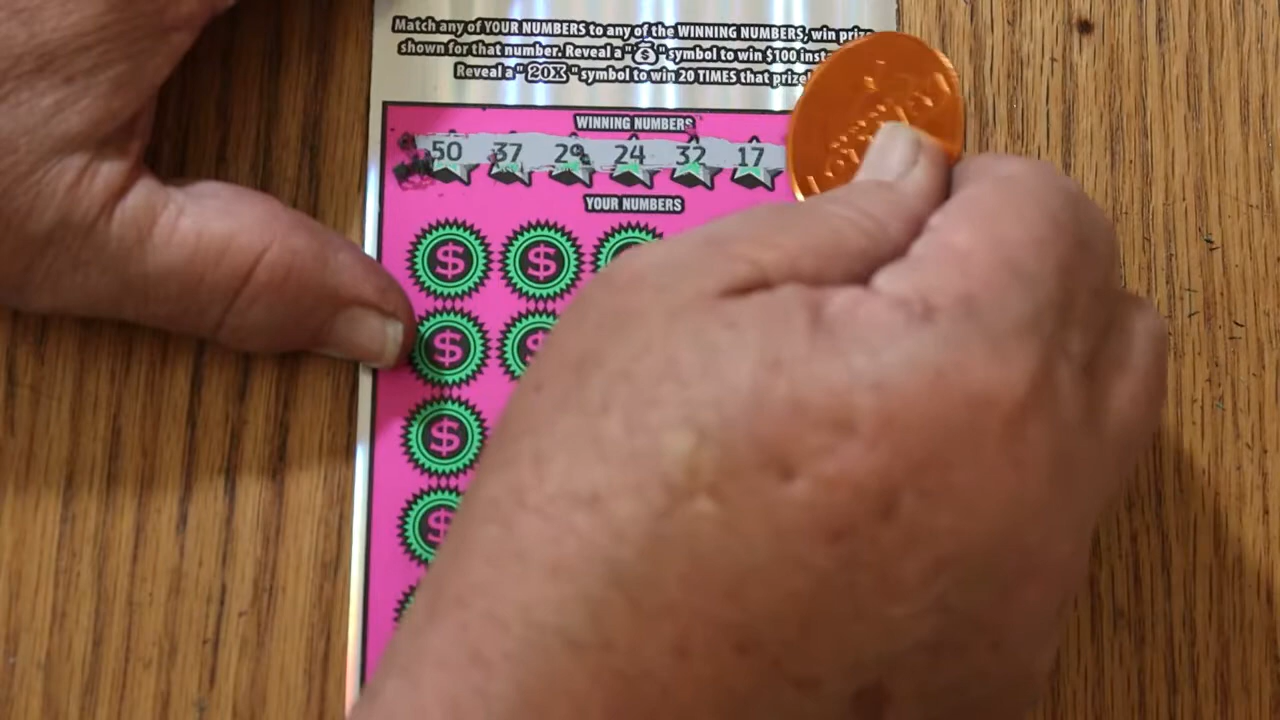 Match any of YOUR NUMBERS to any of the WINNING NUMBERS, win
shown for that number. Reveal a " $ " symbol to win $100
Reveal a " 20X " symbol to win 20 TIMES that prize!
WINNING NUMBERS
50 37 29 24 32 17
YOUR NUMBERS
$ $
$ $
$
$